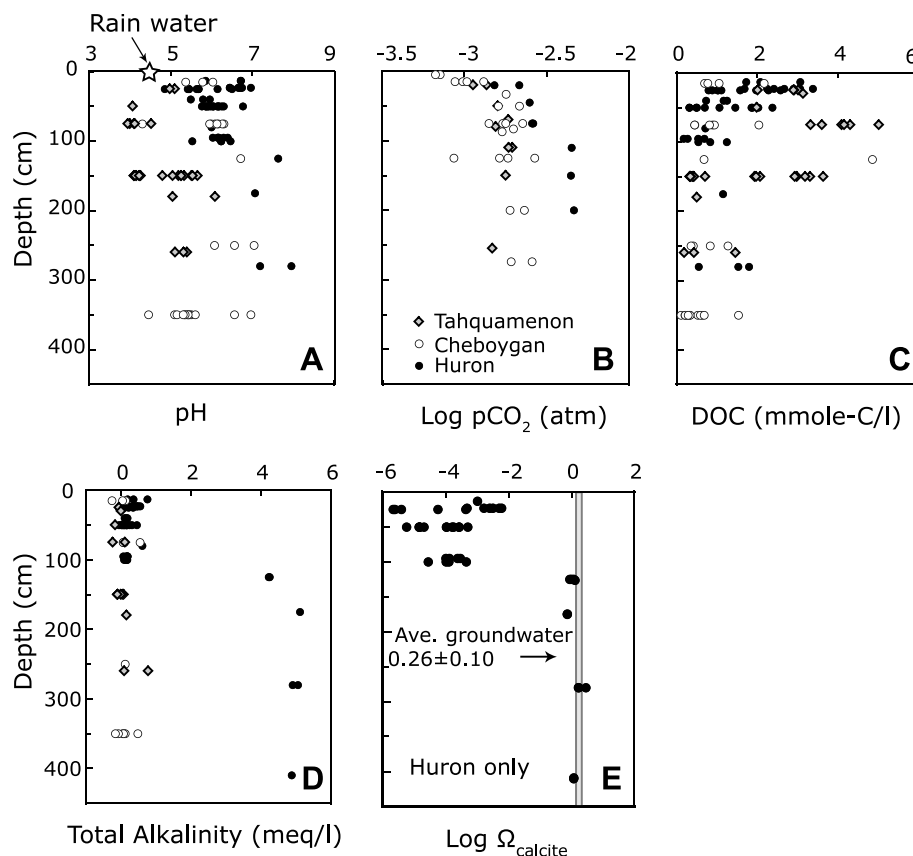 Rain water
3 5 7 9
0
100
200
300
400
Depth (cm)
A
pH
-3.5 -3 -2.5 -2
Tahquamenon
Cheboygan
Huron
B
Log pCO₂ (atm)
0 2 4 6
C
DOC (mmole-C/l)
0 2 4 6
0
100
200
300
400
Depth (cm)
D
Total Alkalinity (meq/l)
-6 -4 -2 0 2
Ave. groundwater
0.26±0.10
Huron only
E
Log Ωcalcite